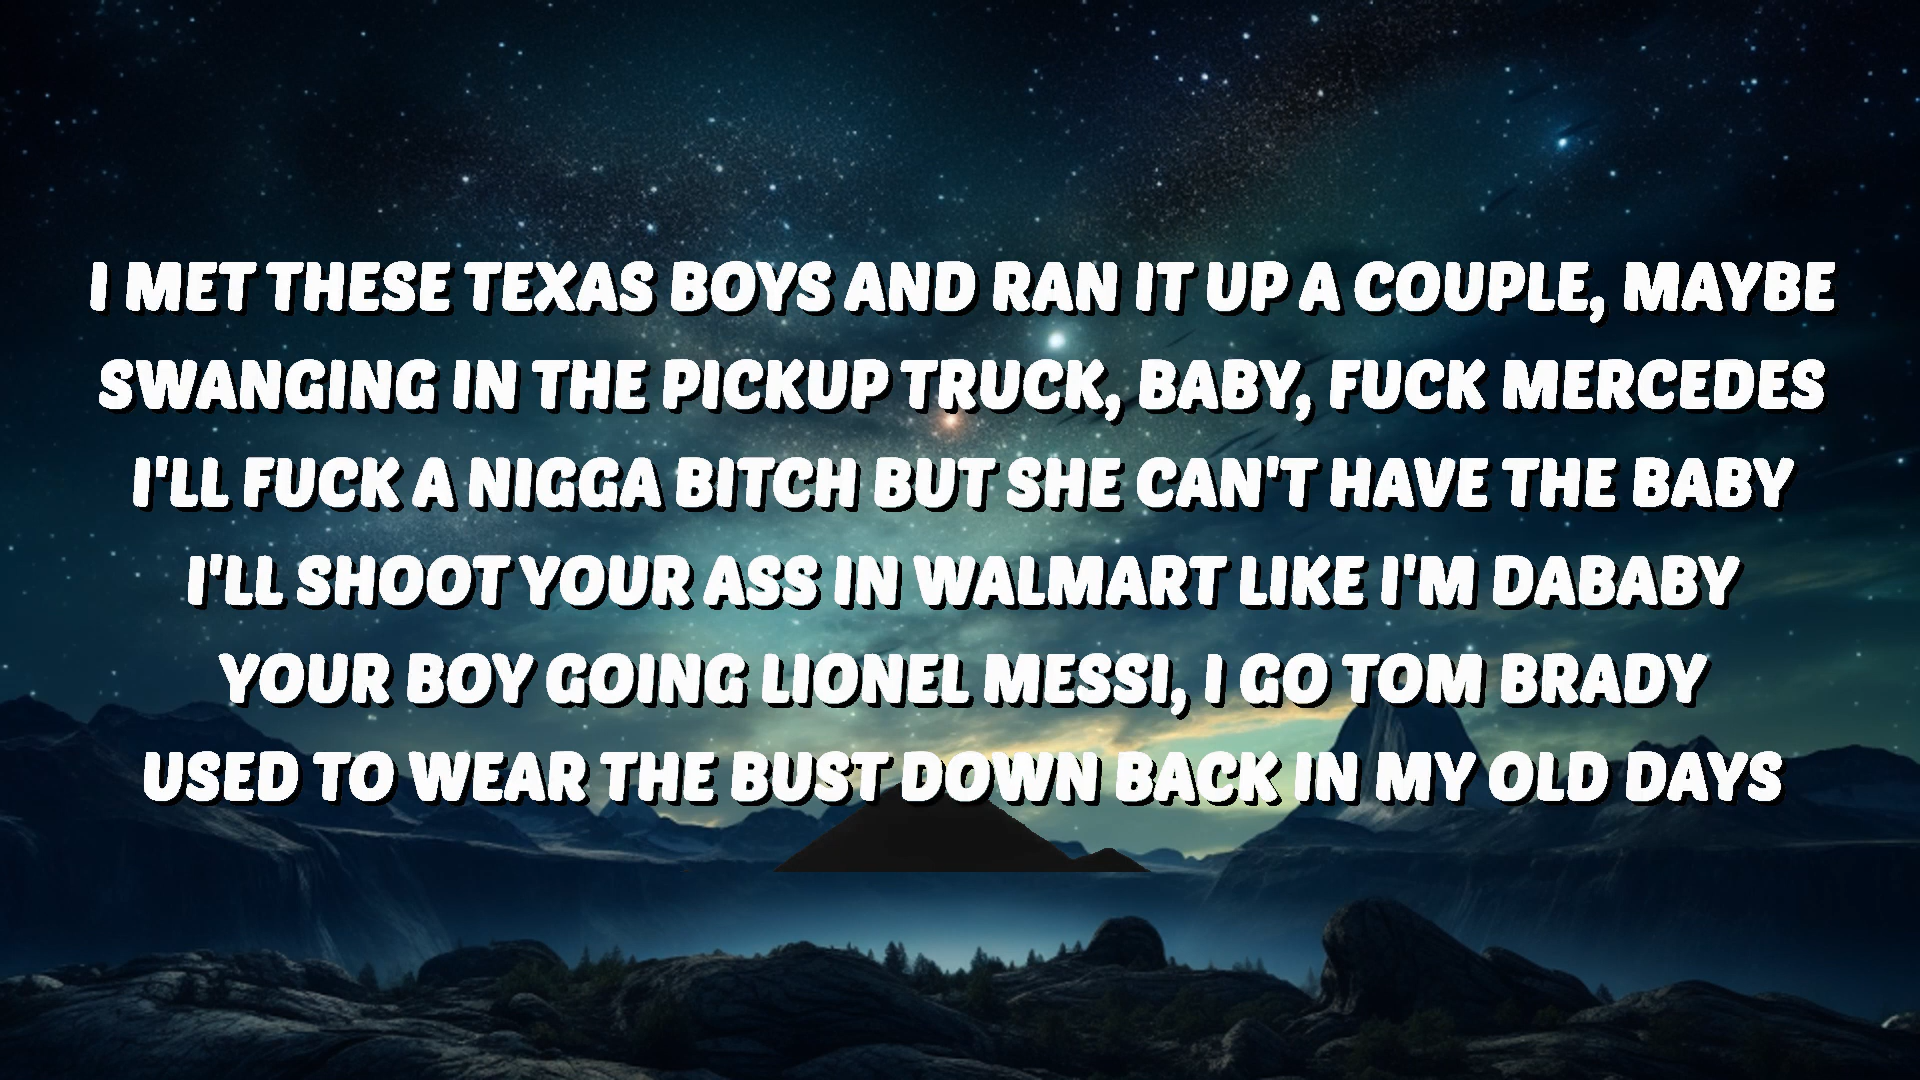 I MET THESE TEXAS BOYS AND RAN IT UP A COUPLE, MAYBE
SWANGING IN THE PICKUP TRUCK, BABY, FUCK MERCEDES
I'LL FUCK A NIGGA BITCH BUT SHE CAN'T HAVE THE BABY
I'LL SHOOT YOUR ASS IN WALMART LIKE I'M DABABY
YOUR BOY GOING LIONEL MESSI, I GO TOM BRADY
USED TO WEAR THE BUST DOWN BACK IN MY OLD DAYS